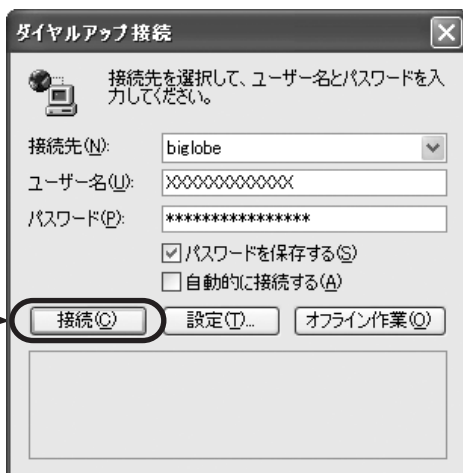 ダイヤルアップ接続
接続先を選択して、ユーザー名とパスワードを入
力してください。
接続先(N): biglobe
ユーザー名(U): XXXXXXXXXXXX
パスワード(P): ****************
パスワードを保存する(S)
自動的に接続する(A)
接続(C) 設定(T)... オフライン作業(O)